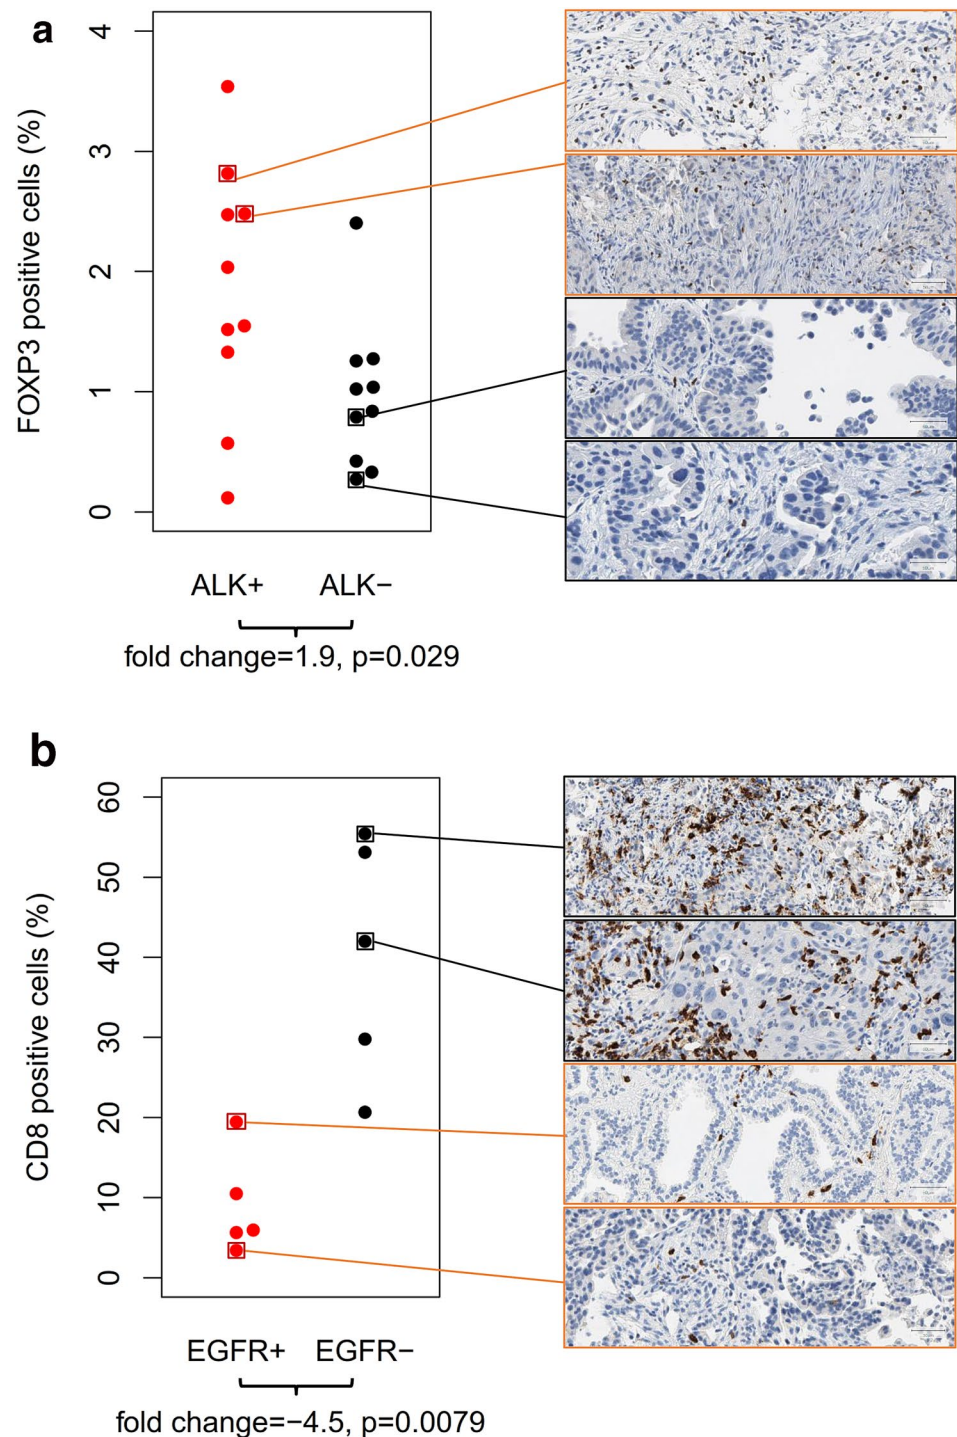 a
FOXP3 positive cells (%)
4
3
2
1
0
ALK+ ALK−
fold change=1.9, p=0.029
b
CD8 positive cells (%)
60
50
40
30
20
10
0
EGFR+ EGFR−
fold change=−4.5, p=0.0079